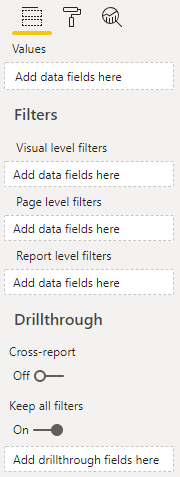 Values
Add data fields here
Filters
Visual level filters
Add data fields here
Page level filters
Add data fields here
Report level filters
Add data fields here
Drillthrough
Cross-report
Off
Keep all filters
On
Add drillthrough fields here